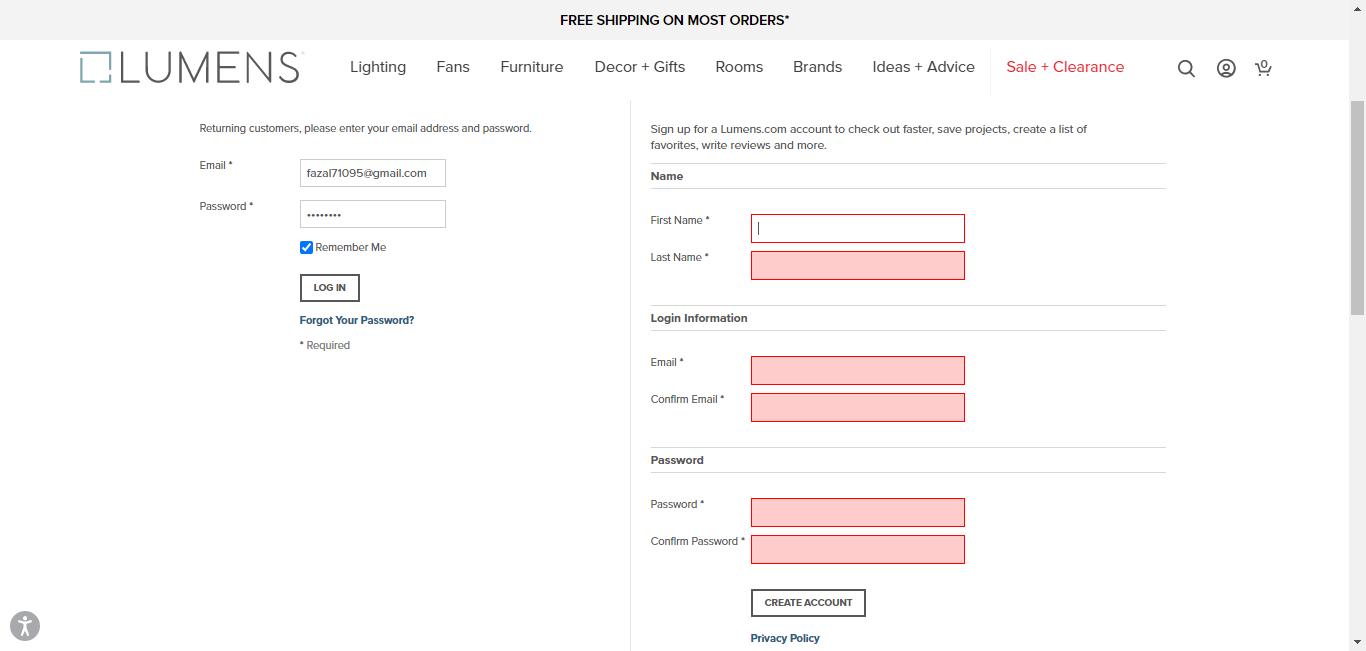 FREE SHIPPING ON MOST ORDERS*
LUMENS
Lighting Fans Furniture Decor + Gifts Rooms Brands Ideas + Advice Sale + Clearance 0
Returning customers, please enter your email address and password.
Email *
fazal71095@gmail.com
Password *
••••••••
Remember Me
LOG IN
Forgot Your Password?
* Required
Sign up for a Lumens.com account to check out faster, save projects, create a list of
favorites, write reviews and more.
Name
First Name *
Last Name *
Login Information
Email *
Confirm Email *
Password
Password *
Confirm Password *
CREATE ACCOUNT
Privacy Policy